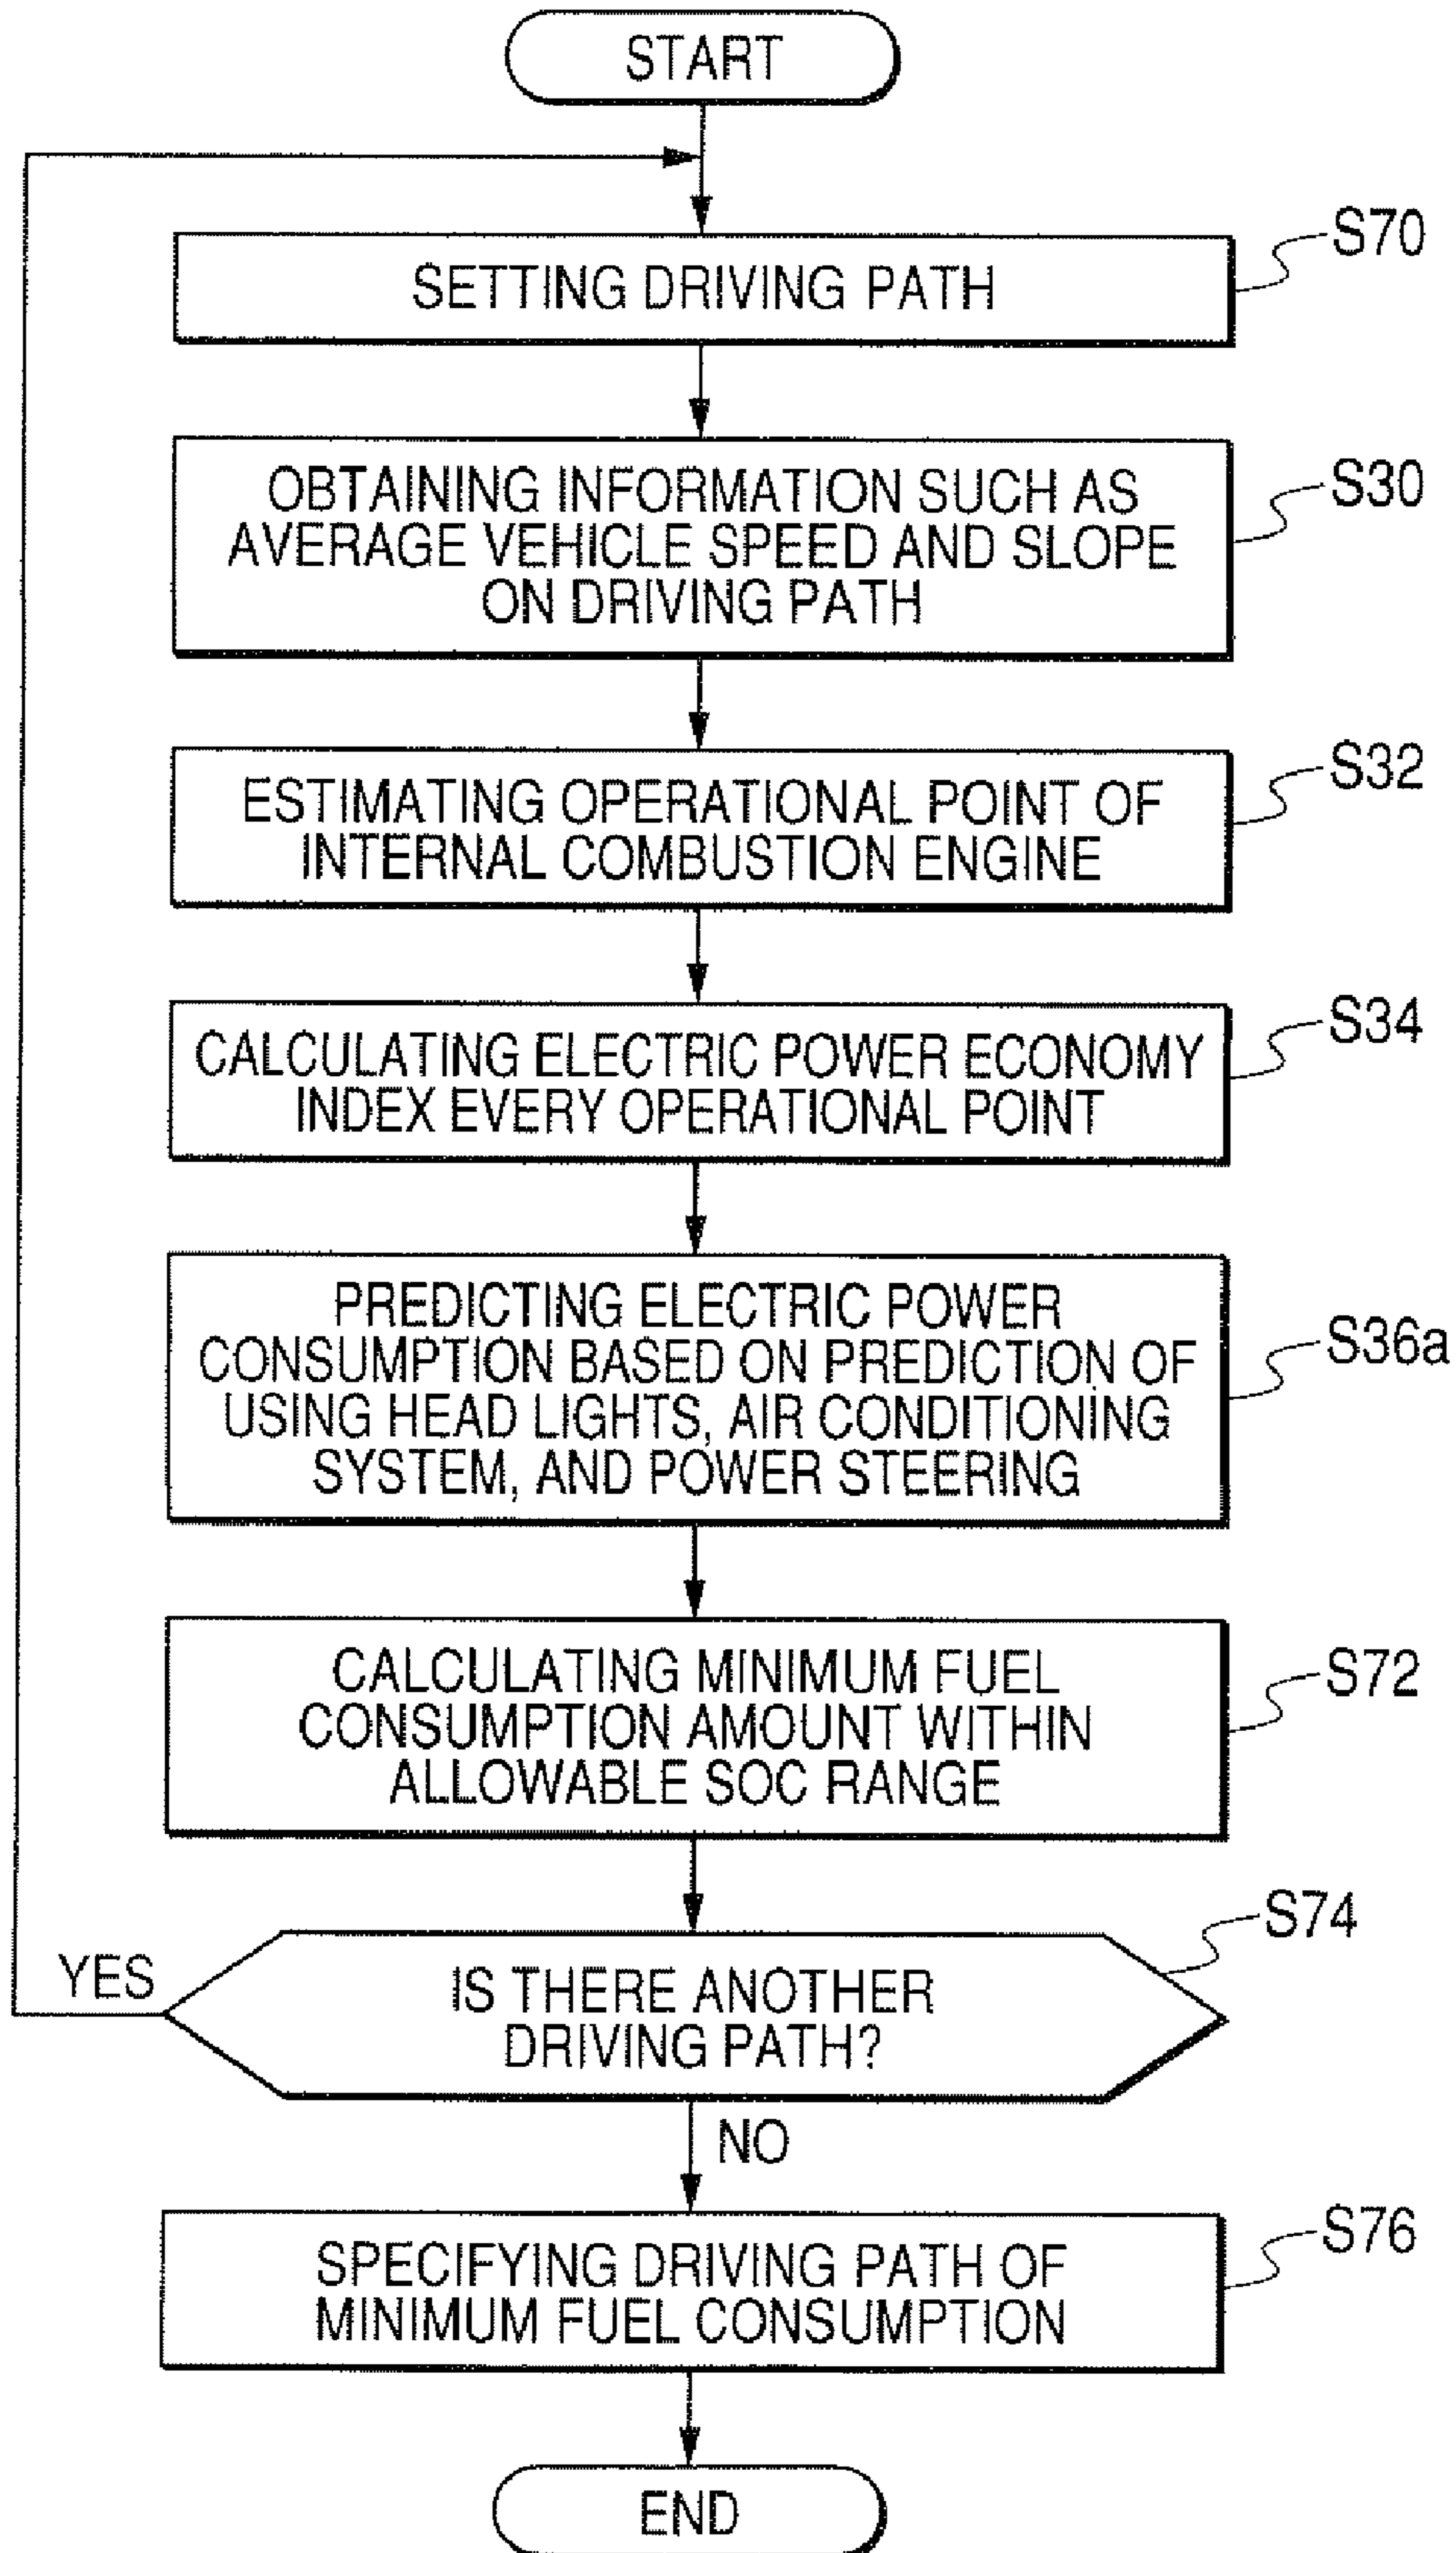 START
S70
SETTING DRIVING PATH
S30
OBTAINING INFORMATION SUCH AS
AVERAGE VEHICLE SPEED AND SLOPE
ON DRIVING PATH
S32
ESTIMATING OPERATIONAL POINT OF
INTERNAL COMBUSTION ENGINE
S34
CALCULATING ELECTRIC POWER ECONOMY
INDEX EVERY OPERATIONAL POINT
S36a
PREDICTING ELECTRIC POWER
CONSUMPTION BASED ON PREDICTION OF
USING HEAD LIGHTS, AIR CONDITIONING
SYSTEM, AND POWER STEERING
S72
CALCULATING MINIMUM FUEL
CONSUMPTION AMOUNT WITHIN
ALLOWABLE SOC RANGE
S74
YES
IS THERE ANOTHER
DRIVING PATH?
NO
S76
SPECIFYING DRIVING PATH OF
MINIMUM FUEL CONSUMPTION
END